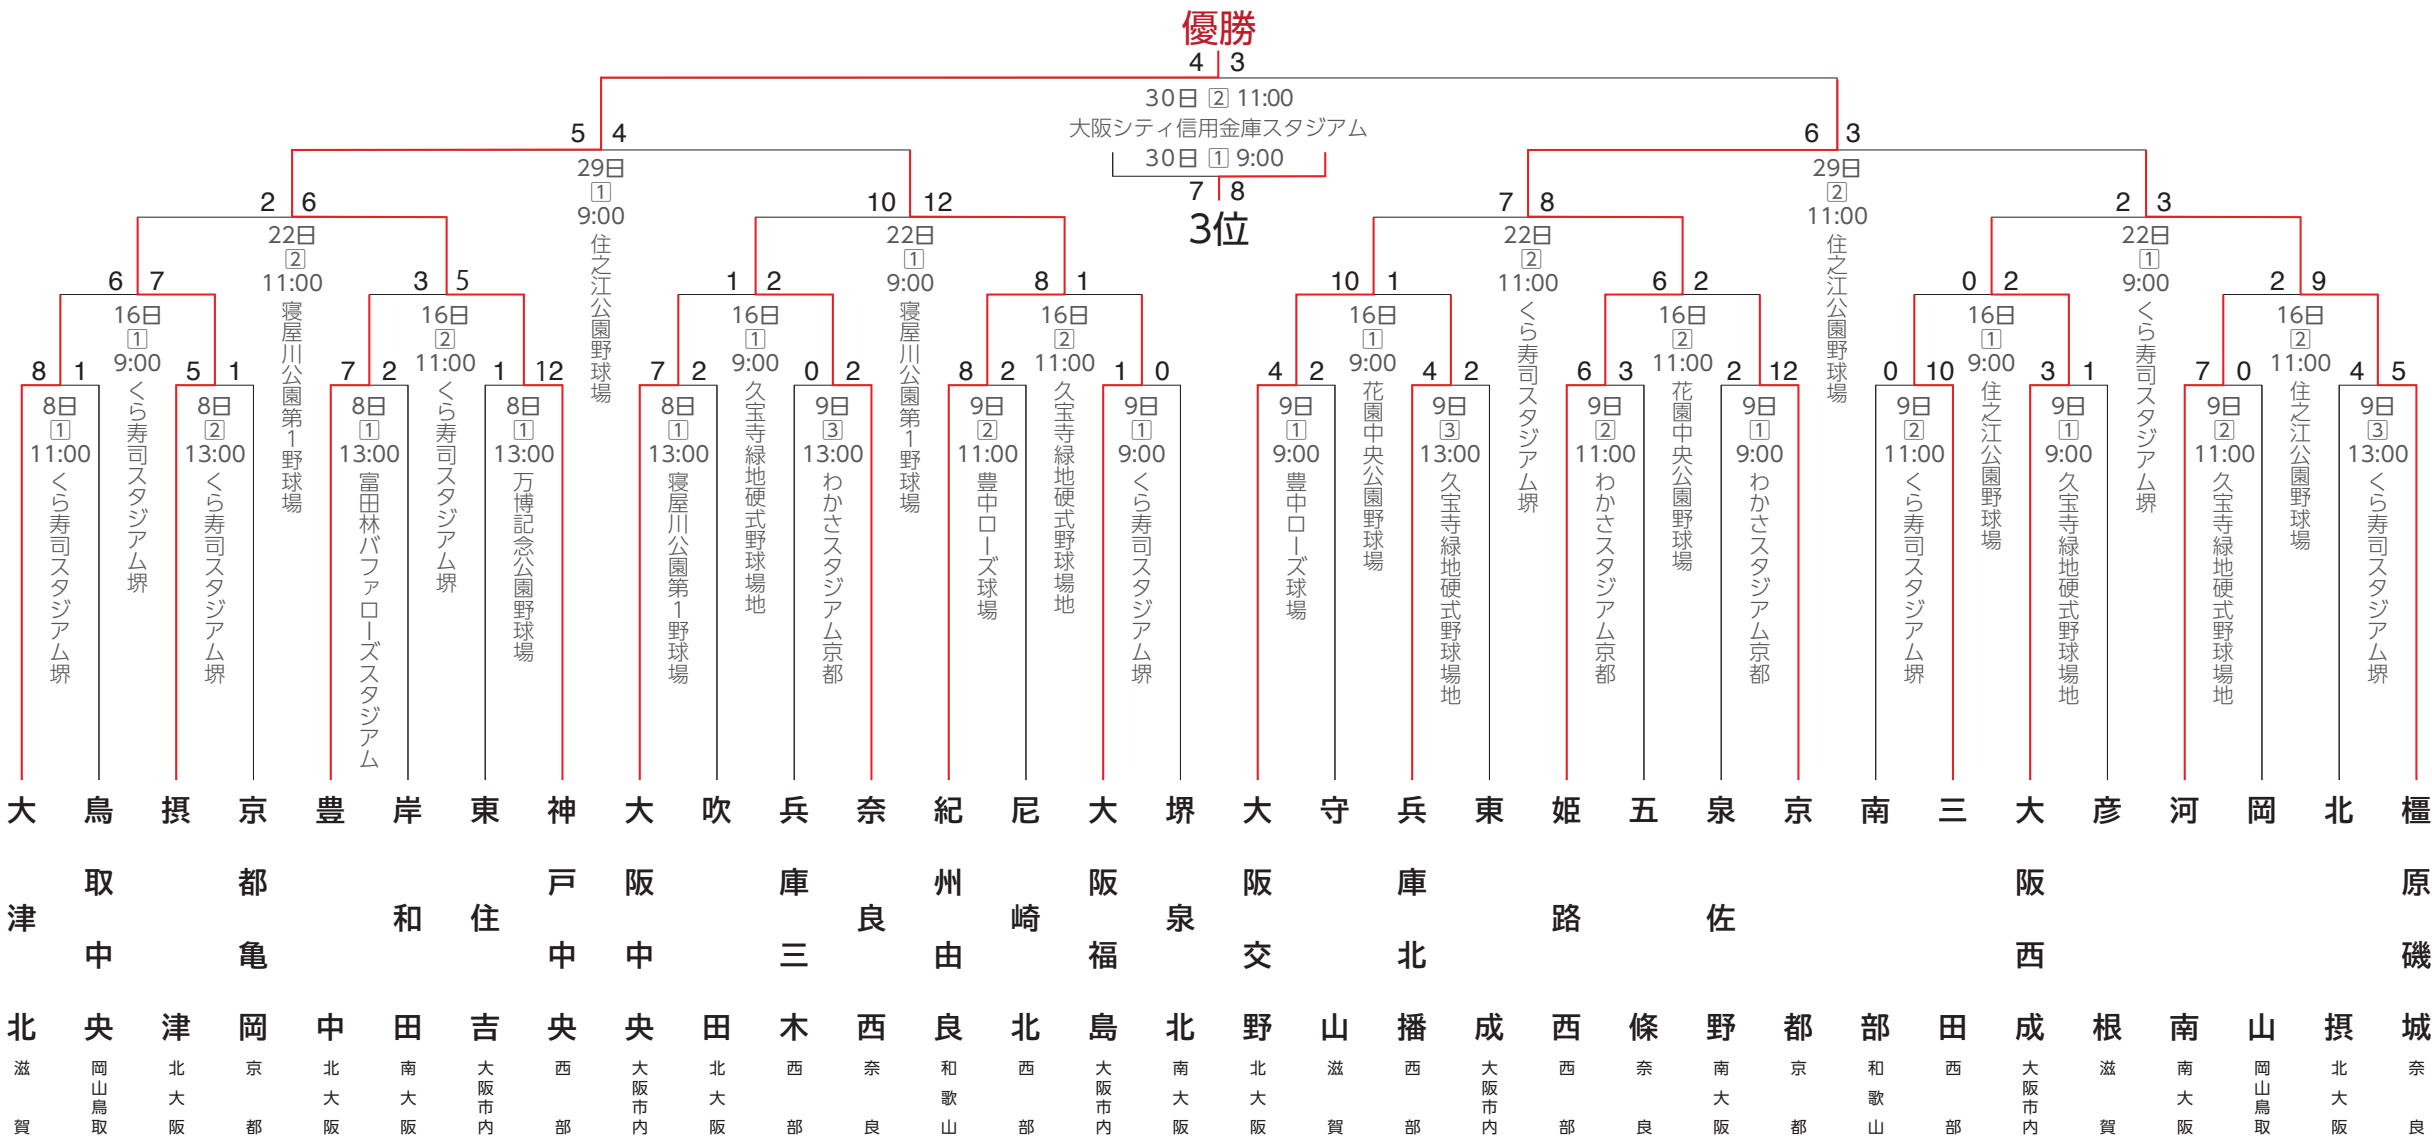 優勝
4 3
30日 2 11:00
大阪シティ信用金庫スタジアム
30日 1 9:00
7 8
3位
5 4
29日
1
9:00
住之江公園野球場
6 3
29日
2
11:00
住之江公園野球場
2 6
22日
2
11:00
寝屋川公園第1野球場
10 12
22日
1
9:00
寝屋川公園第1野球場
7 8
22日
2
11:00
くら寿司スタジアム堺
2 3
22日
1
9:00
くら寿司スタジアム堺
6 7
16日
1
9:00
くら寿司スタジアム堺
3 5
16日
2
11:00
くら寿司スタジアム堺
1 2
16日
1
9:00
久宝寺緑地硬式野球場地
8 1
16日
2
11:00
久宝寺緑地硬式野球場地
10 1
16日
1
9:00
花園中央公園野球場
6 2
16日
2
11:00
花園中央公園野球場
0 2
16日
1
9:00
住之江公園野球場
2 9
16日
2
11:00
住之江公園野球場
8 1
8日
1
11:00
くら寿司スタジアム堺
5 1
8日
2
13:00
くら寿司スタジアム堺
7 2
8日
1
13:00
富田林バファローズスタジアム
1 12
8日
1
13:00
万博記念公園野球場
7 2
8日
1
13:00
寝屋川公園第1野球場
0 2
9日
3
13:00
わかさスタジアム京都
8 2
9日
2
11:00
豊中ローズ球場
1 0
9日
1
9:00
くら寿司スタジアム堺
4 2
9日
1
9:00
豊中ローズ球場
4 2
9日
3
13:00
久宝寺緑地硬式野球場地
6 3
9日
2
11:00
わかさスタジアム京都
2 12
9日
1
9:00
わかさスタジアム京都
0 10
9日
2
11:00
くら寿司スタジアム堺
3 1
9日
1
9:00
久宝寺緑地硬式野球場地
7 0
9日
2
11:00
久宝寺緑地硬式野球場地
4 5
9日
3
13:00
くら寿司スタジアム堺
大津北
滋賀
鳥取中央
岡山鳥取
摂津
北大阪
京都亀岡
京都
豊中
北大阪
岸和田
南大阪
東住吉
大阪市内
神戸中央
西部
大阪中央
大阪市内
吹田
北大阪
兵庫三木
西部
奈良西
奈良
紀州由良
和歌山
尼崎北
西部
大阪福島
大阪市内
堺泉北
南大阪
大阪交野
北大阪
守山
滋賀
兵庫北播
西部
東成
大阪市内
姫路西
西部
五條
奈良
泉佐野
南大阪
京都
京都
南部
和歌山
三田
西部
大阪西成
大阪市内
彦根
滋賀
河南
南大阪
岡山
岡山鳥取
北摂
北大阪
橿原磯城
奈良